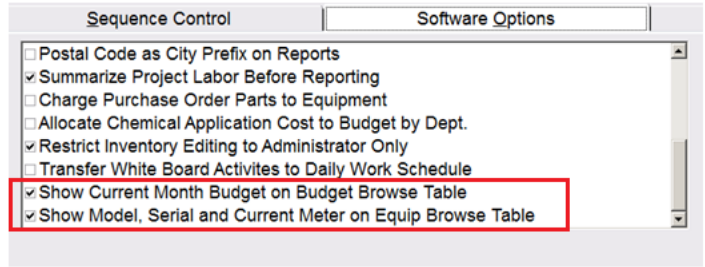 Sequence Control
Software Options
Postal Code as City Prefix on Reports
Summarize Project Labor Before Reporting
Charge Purchase Order Parts to Equipment
Allocate Chemical Application Cost to Budget by Dept.
Restrict Inventory Editing to Administrator Only
Transfer White Board Activites to Daily Work Schedule
Show Current Month Budget on Budget Browse Table
Show Model, Serial and Current Meter on Equip Browse Table